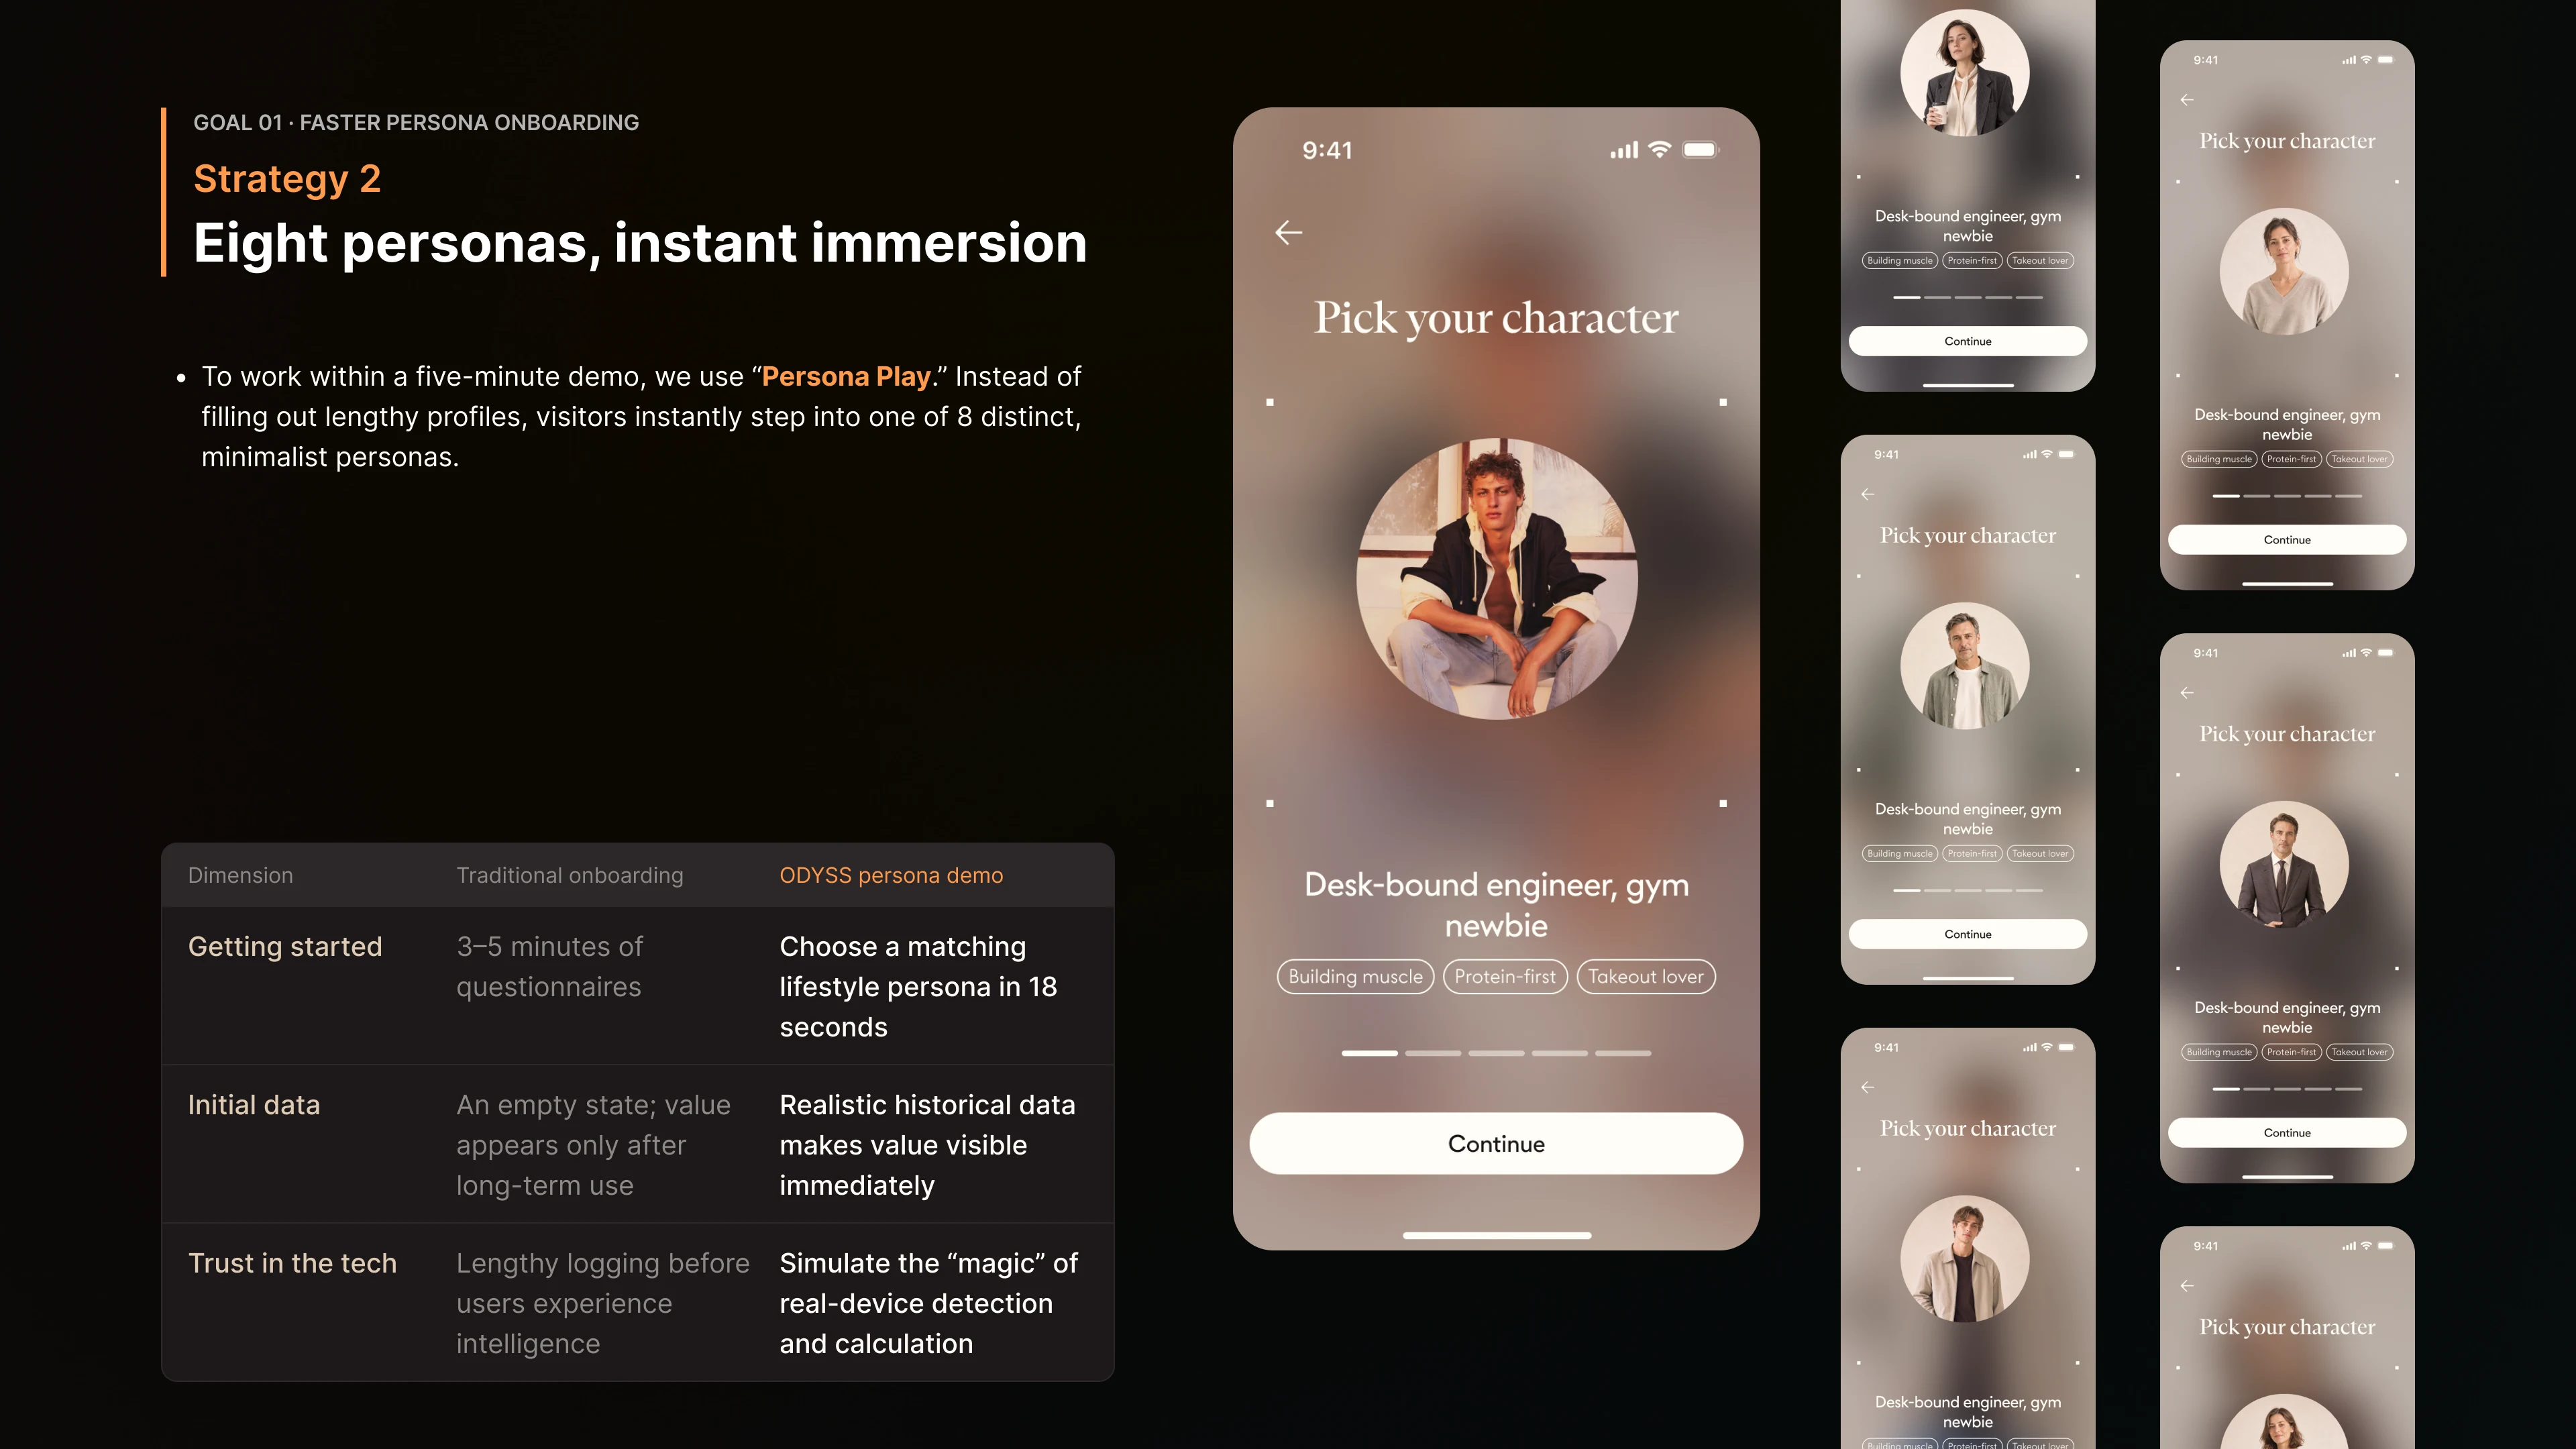 GOAL 01 · FASTER PERSONA ONBOARDING
Strategy 2
Eight personas, instant immersion
• To work within a five-minute demo, we use “Persona Play.” Instead of
filling out lengthy profiles, visitors instantly step into one of 8 distinct,
minimalist personas.
Dimension
Traditional onboarding
ODYSS persona demo
Getting started
3–5 minutes of
questionnaires
Choose a matching
lifestyle persona in 18
seconds
Initial data
An empty state; value
appears only after
long-term use
Realistic historical data
makes value visible
immediately
Trust in the tech
Lengthy logging before
users experience
intelligence
Simulate the “magic” of
real-device detection
and calculation
9:41
Pick your character
Desk-bound engineer, gym
newbie
Building muscle
Protein-first
Takeout lover
Continue
Desk-bound engineer, gym
newbie
Building muscle
Protein-first
Takeout lover
Continue
9:41
Pick your character
Desk-bound engineer, gym
newbie
Building muscle
Protein-first
Takeout lover
Continue
9:41
Pick your character
Desk-bound engineer, gym
newbie
Building muscle
Protein-first
Takeout lover
9:41
Pick your character
Desk-bound engineer, gym
newbie
Building muscle
Protein-first
Takeout lover
Continue
9:41
Pick your character
Desk-bound engineer, gym
newbie
Building muscle
Protein-first
Takeout lover
Continue
9:41
Pick your character